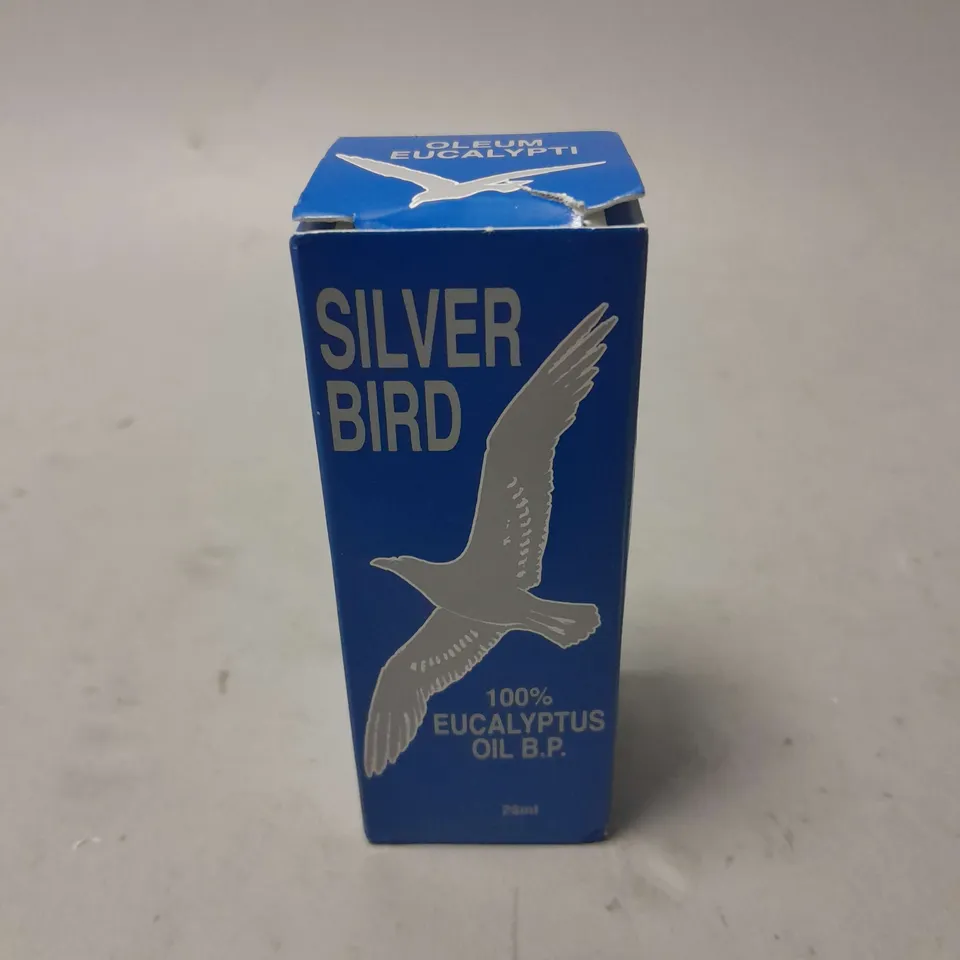 OLEUM
EUCALYPTI
SILVER
BIRD
100%
EUCALYPTUS
OIL B.P.
28ml